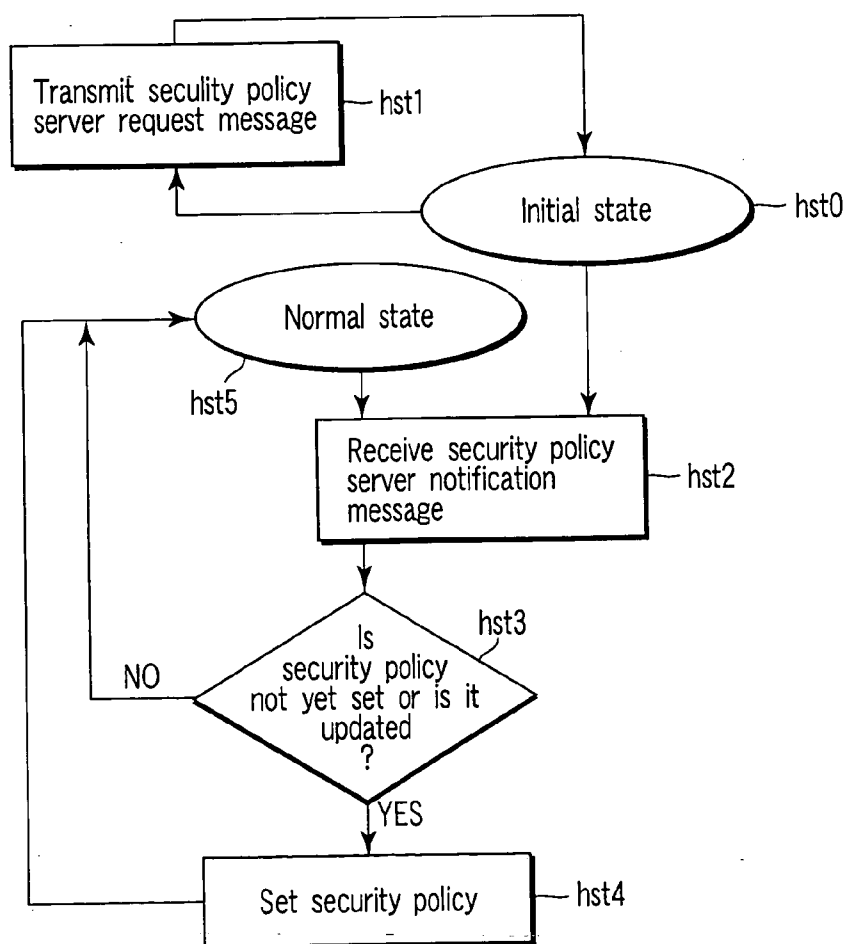 Transmit seculity policy
server request message
hst1
Initial state
hst0
Normal state
hst5
Receive security policy
server notification
message
hst2
hst3
Is
security policy
not yet set or is it
updated
?
NO
YES
Set security policy
hst4